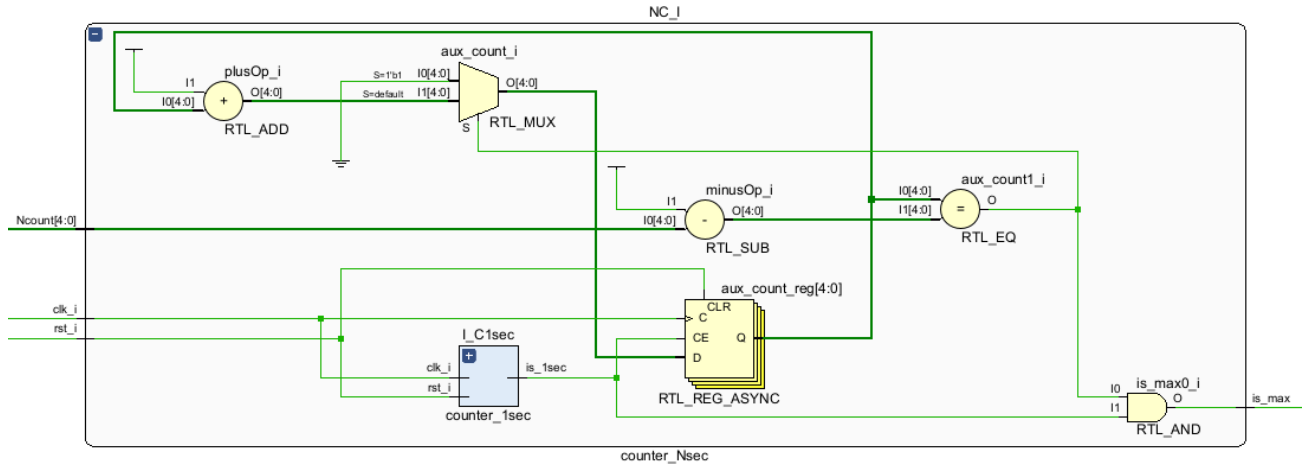 NC_I
plusOp_i
I1
I0[4:0]
+
O[4:0]
RTL_ADD
aux_count_i
S=1'b1
I0[4:0]
S=default
I1[4:0]
O[4:0]
S
RTL_MUX
minusOp_i
I1
I0[4:0]
-
O[4:0]
RTL_SUB
aux_count1_i
I0[4:0]
I1[4:0]
=
O
RTL_EQ
Ncount[4:0]
clk_i
rst_i
I_C1sec
+
clk_i
rst_i
is_1sec
counter_1sec
aux_count_reg[4:0]
CLR
C
CE
D
Q
RTL_REG_ASYNC
is_max0_i
I0
I1
O
RTL_AND
is_max
counter_Nsec